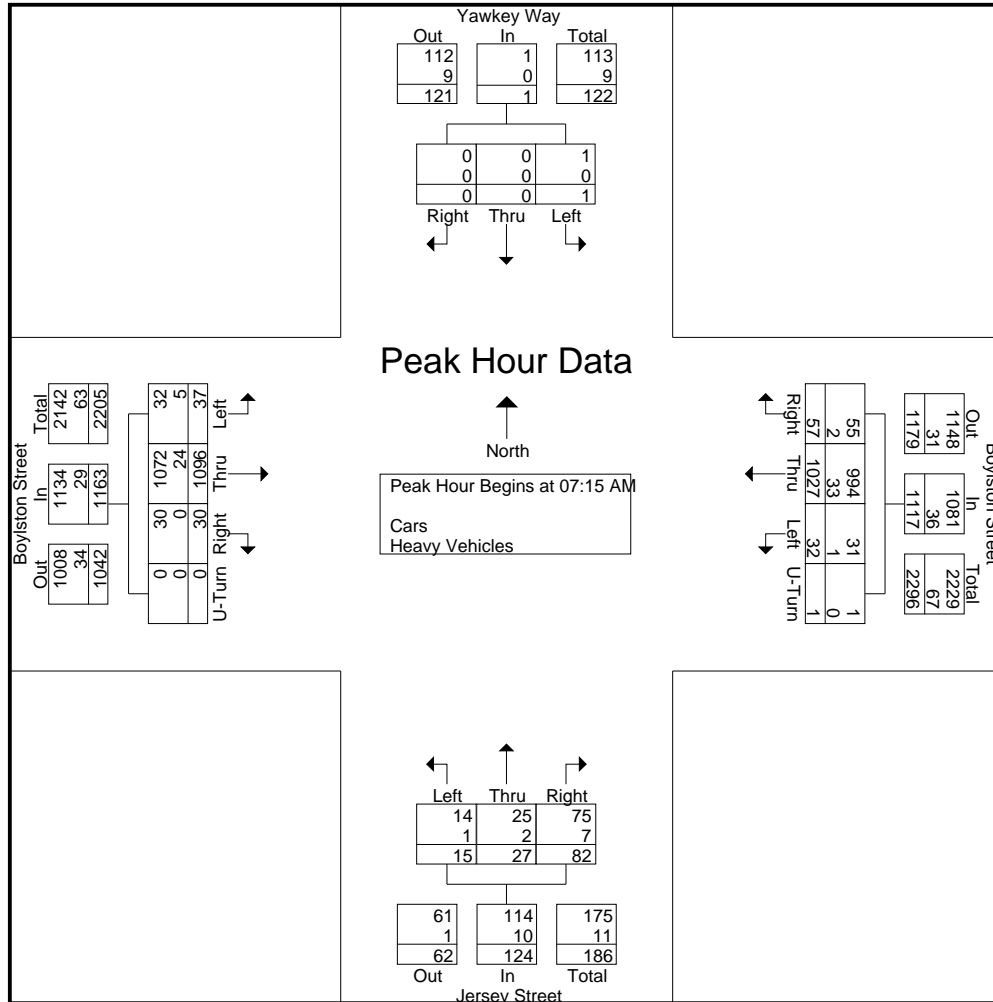 Yawkey Way
Out In Total
112 1 113
9 0 9
121 1 122
0 0 1
0 0 0
0 0 1
Right Thru Left
Peak Hour Data
North
Peak Hour Begins at 07:15 AM
Cars
Heavy Vehicles
Boylston Street
Total In Out
2142 1134 1008
63 29 34
2205 1163 1042
32 1072 30 0
5 24 0 0
37 1096 30 0
Left Thru Right U-Turn
Boylston Street
Out In Total
1148 1081 2229
31 36 67
1179 1117 2296
55 994 31 1
2 33 1 0
57 1027 32 1
Right Thru Left U-Turn
Left Thru Right
14 25 75
1 2 7
15 27 82
61 114 175
1 10 11
62 124 186
Out In Total
Jersey Street